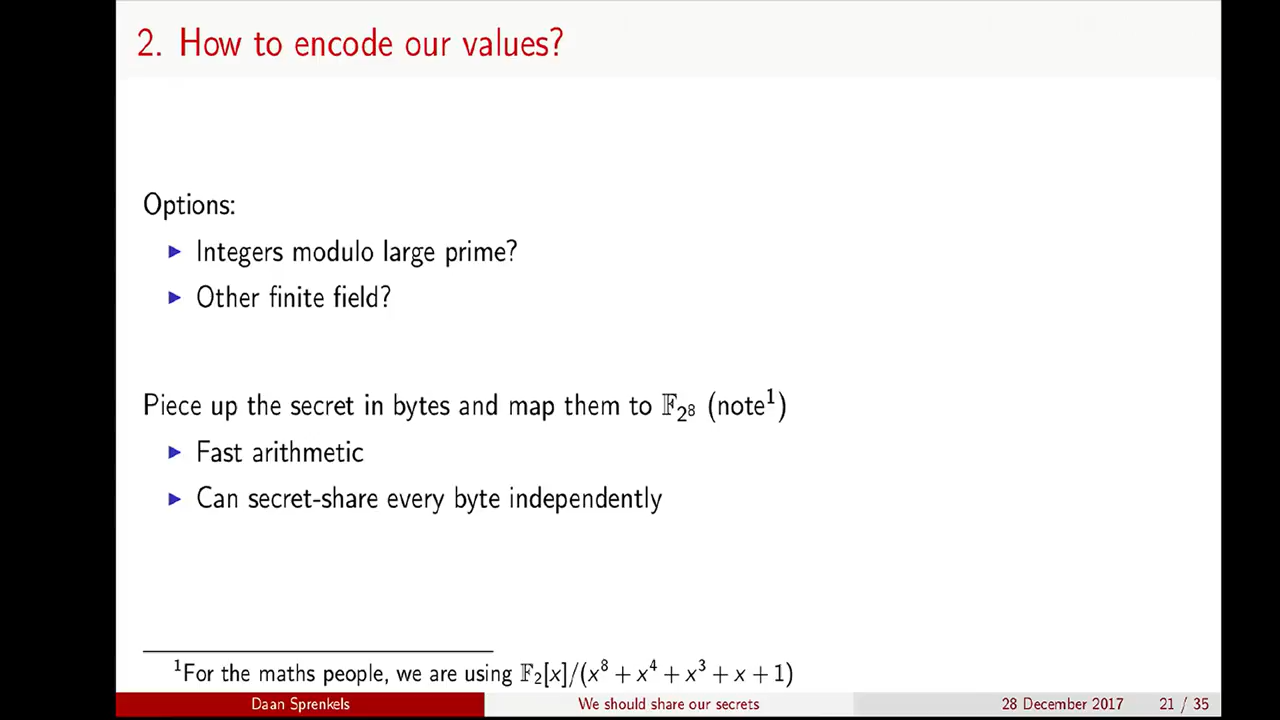 2. How to encode our values?
Options:
▶ Integers modulo large prime?
▶ Other finite field?
Piece up the secret in bytes and map them to 𝔽₂⁸ (note¹)
▶ Fast arithmetic
▶ Can secret-share every byte independently
¹For the maths people, we are using 𝔽₂[x]/(x⁸ + x⁴ + x³ + x + 1)
Daan Sprenkels We should share our secrets 28 December 2017 21 / 35